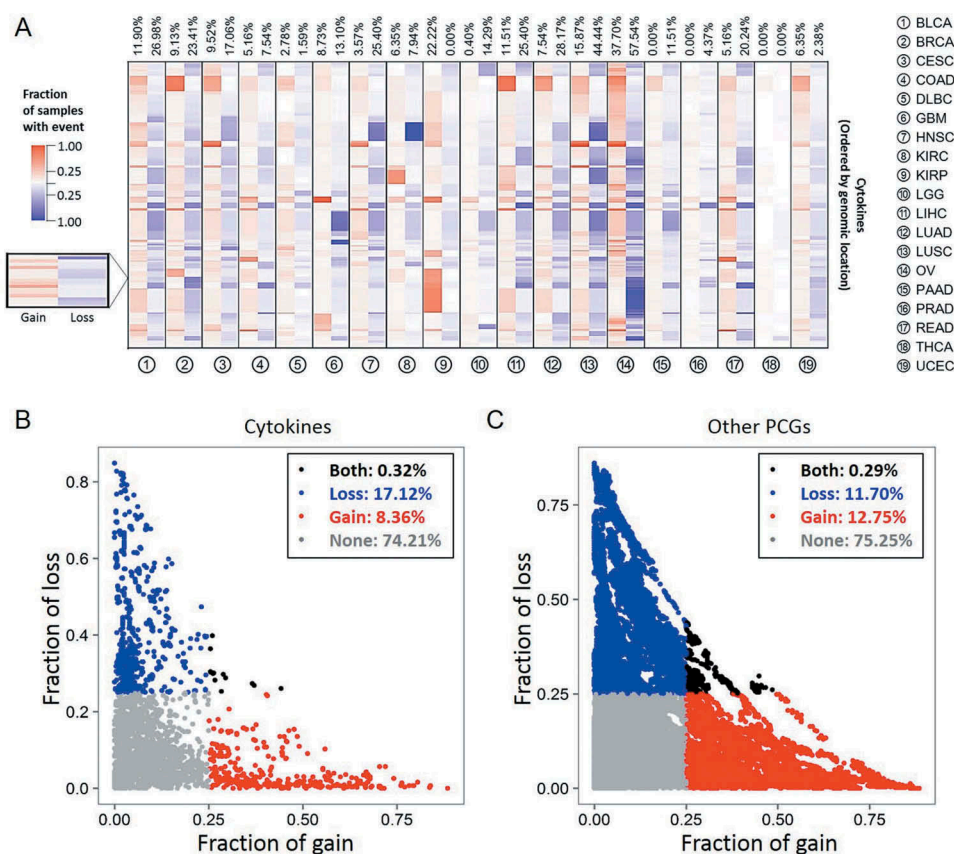 A
11.90%
26.98%
9.13%
23.41%
9.52%
17.06%
5.16%
7.54%
2.78%
1.59%
8.73%
13.10%
3.57%
25.40%
6.35%
7.94%
22.222%
0.00%
0.40%
14.29%
11.51%
25.40%
7.54%
28.17%
15.87%
44.44%
37.70%
57.54%
0.00%
11.51%
0.00%
4.37%
5.16%
20.24%
0.00%
0.00%
6.35%
2.38%
Fraction
of samples
with event
1.00
0.25
0.25
1.00
Gain Loss
Cytokines
(Ordered by genomic location)
① ② ③ ④ ⑤ ⑥ ⑦ ⑧ ⑨ ⑩ ⑪ ⑫ ⑬ ⑭ ⑮ ⑯ ⑰ ⑱ ⑲
① BLCA
② BRCA
③ CESC
④ COAD
⑤ DLBC
⑥ GBM
⑦ HNSC
⑧ KIRC
⑨ KIRP
⑩ LGG
⑪ LIHC
⑫ LUAD
⑬ LUSC
⑭ OV
⑮ PAAD
⑯ PRAD
⑰ READ
⑱ THCA
⑲ UCEC
B
Cytokines
Both: 0.32%
Loss: 17.12%
Gain: 8.36%
None: 74.21%
Fraction of loss
0.8
0.6
0.4
0.2
0.0
0.00 0.25 0.50 0.75
Fraction of gain
C
Other PCGs
Both: 0.29%
Loss: 11.70%
Gain: 12.75%
None: 75.25%
Fraction of loss
0.75
0.50
0.25
0.00
0.00 0.25 0.50 0.75
Fraction of gain